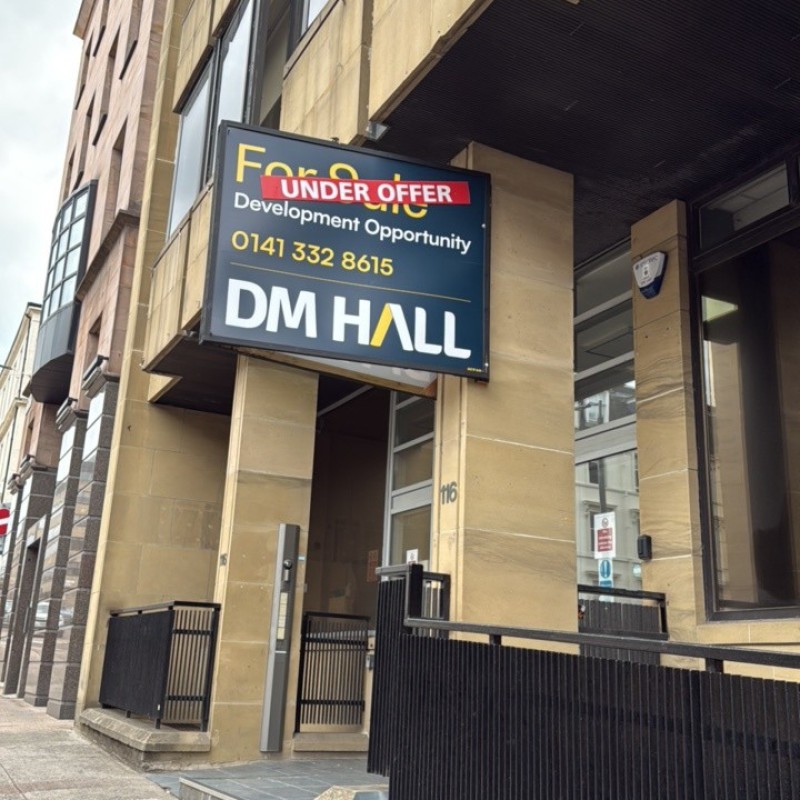 For Sale
UNDER OFFER
Development Opportunity
0141 332 8615
DM HALL
116